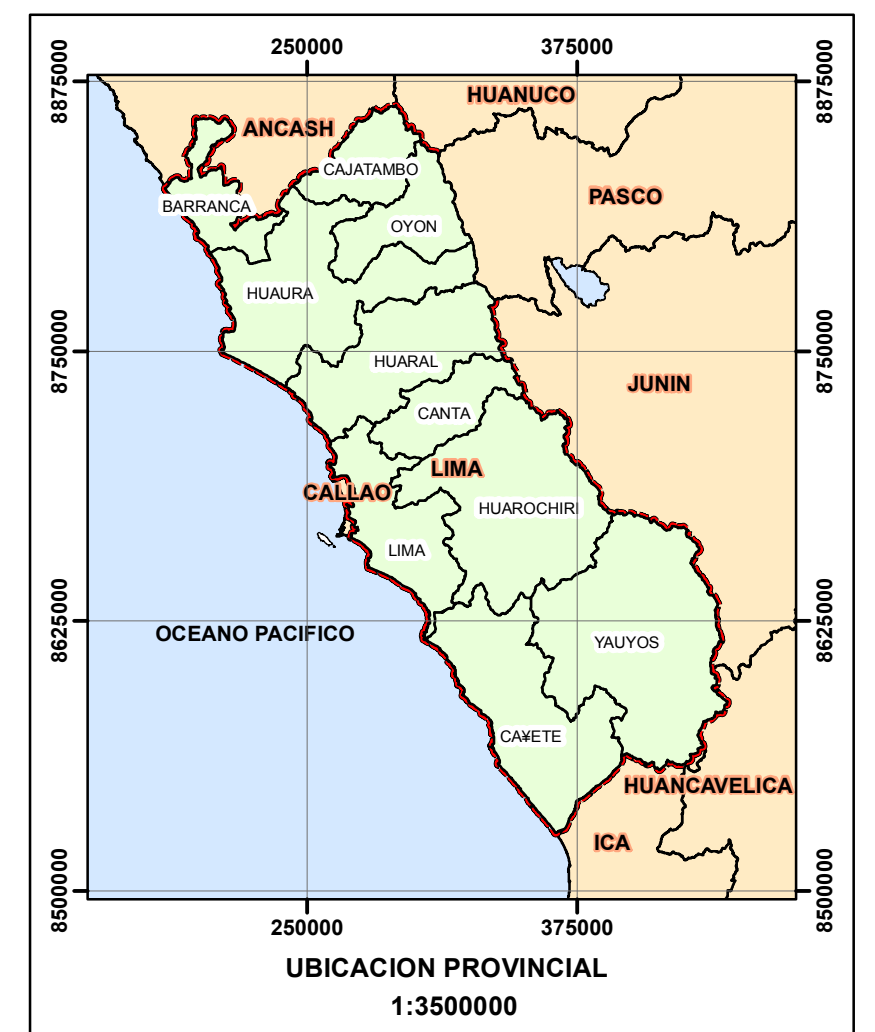 250000
375000
8875000
8875000
HUANUCO
ANCASH
CAJATAMBO
PASCO
BARRANCA
OYON
HUAURA
8750000
8750000
HUARAL
JUNIN
CANTA
LIMA
CALLAO
HUAROCHIRI
LIMA
8625000
8625000
OCEANO PACIFICO
YAUYOS
CA¥ETE
HUANCAVELICA
ICA
8500000
8500000
250000
375000
UBICACION PROVINCIAL
1:3500000